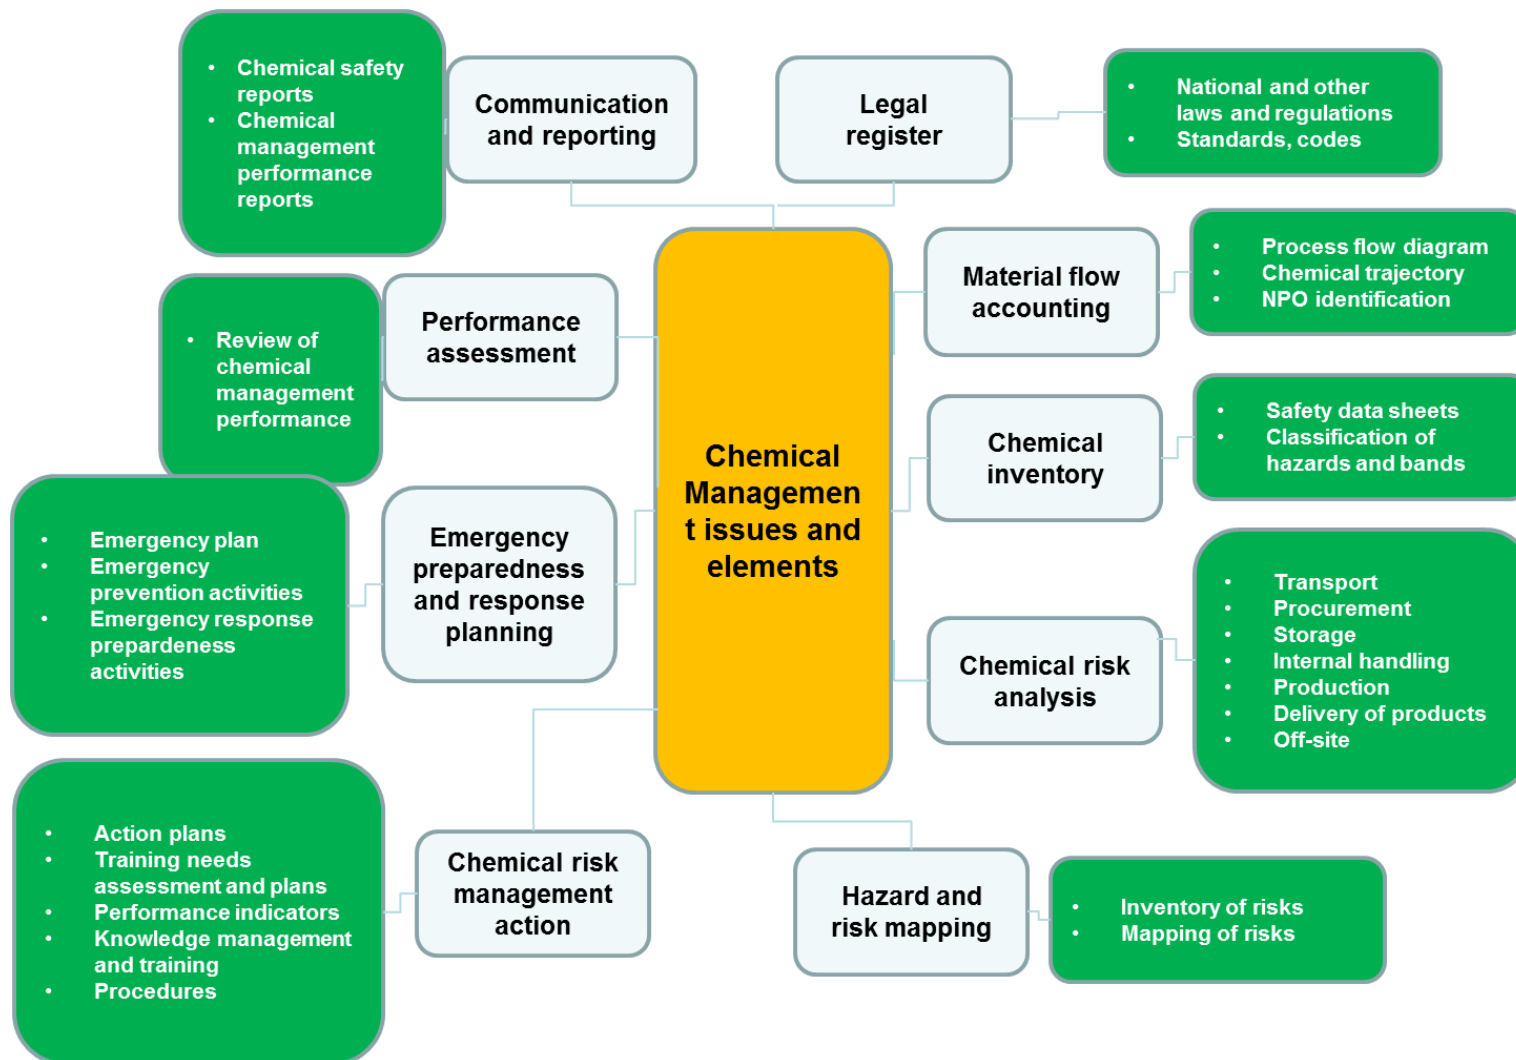 • Chemical safety
reports
• Chemical
management
performance
reports
Communication
and reporting
Legal
register
• National and other
laws and regulations
• Standards, codes
Material flow
accounting
• Process flow diagram
• Chemical trajectory
• NPO identification
• Review of
chemical
management
performance
Performance
assessment
Chemical
Managemen
t issues and
elements
Chemical
inventory
• Safety data sheets
• Classification of
hazards and bands
• Emergency plan
• Emergency
prevention activities
• Emergency response
prepardeness
activities
Emergency
preparedness
and response
planning
Chemical risk
analysis
• Transport
• Procurement
• Storage
• Internal handling
• Production
• Delivery of products
• Off-site
• Action plans
• Training needs
assessment and plans
• Performance indicators
• Knowledge management
and training
• Procedures
Chemical risk
management
action
Hazard and
risk mapping
• Inventory of risks
• Mapping of risks